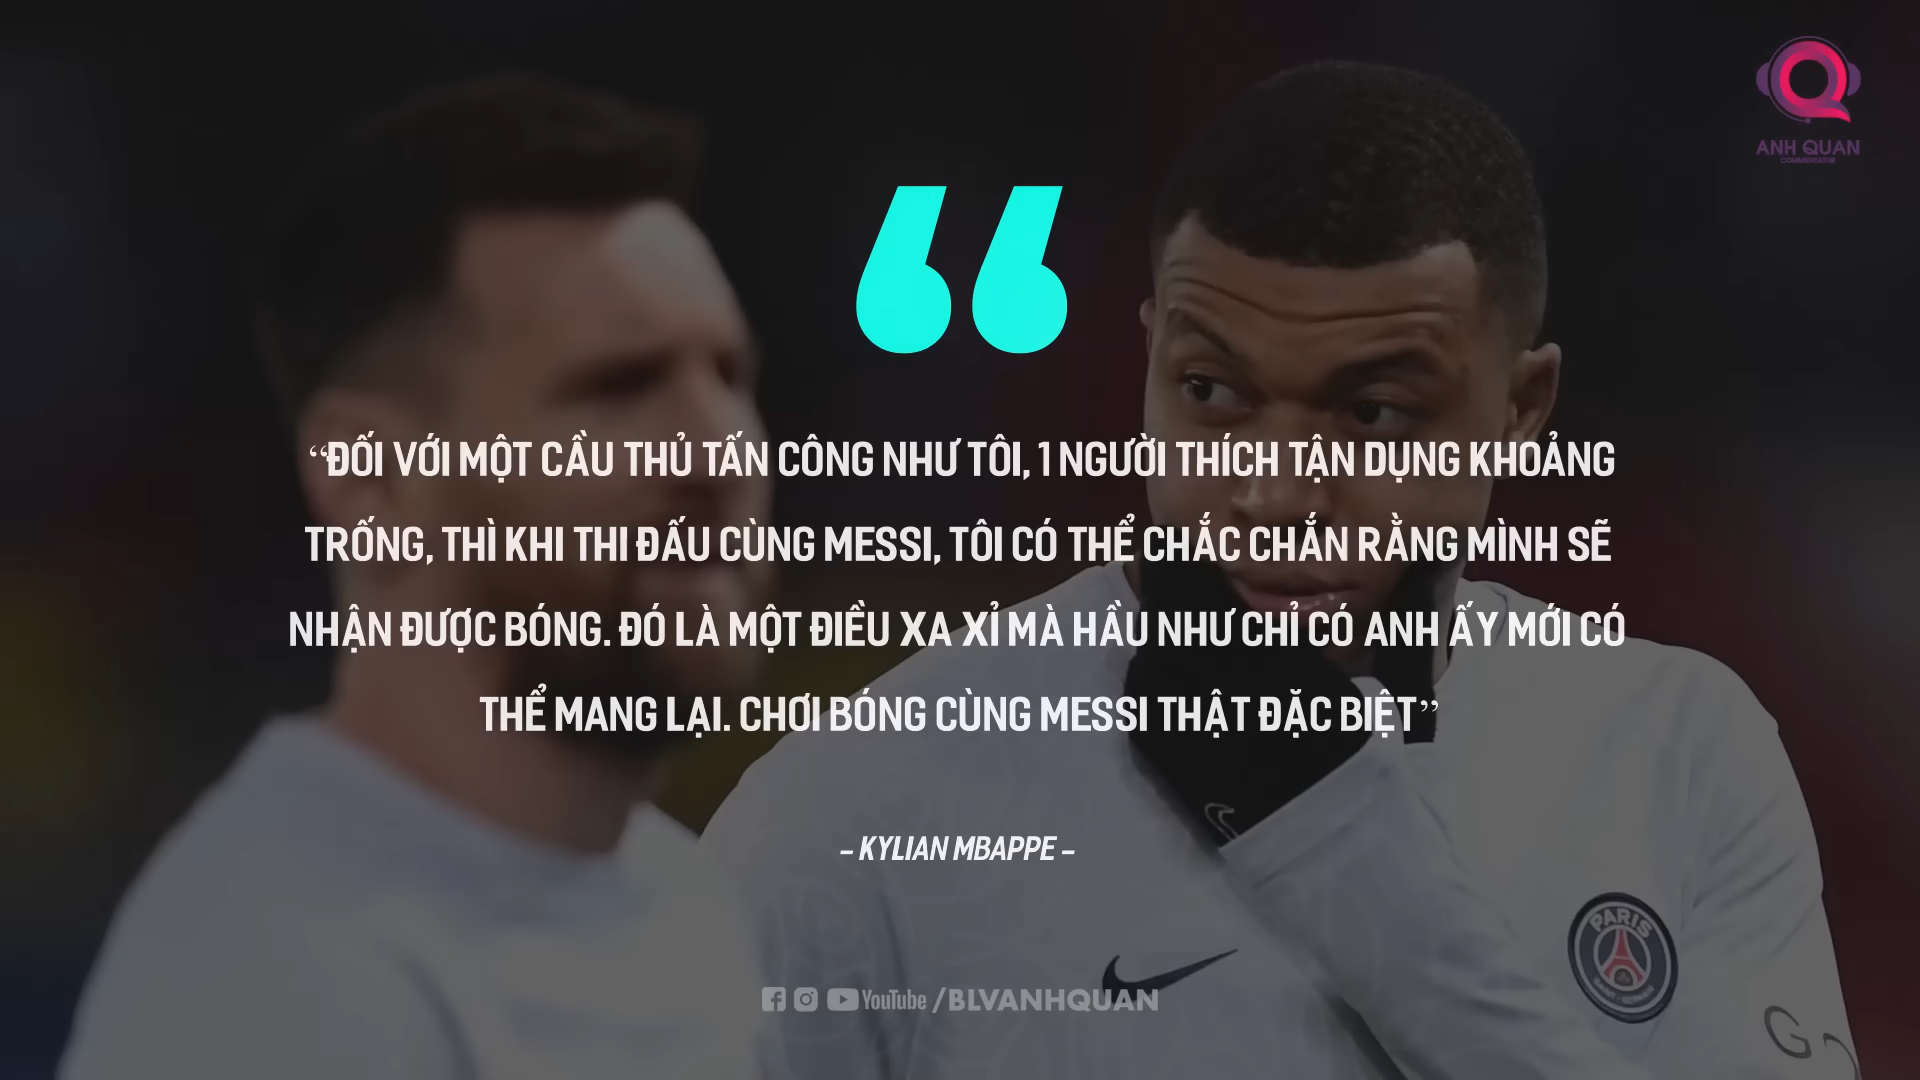 ANH QUAN
COMMENTATOR
“ĐỐI VỚI MỘT CẦU THỦ TẤN CÔNG NHƯ TÔI, 1 NGƯỜI THÍCH TẬN DỤNG KHOẢNG
TRỐNG, THÌ KHI THI ĐẤU CÙNG MESSI, TÔI CÓ THỂ CHẮC CHẮN RẰNG MÌNH SẼ
NHẬN ĐƯỢC BÓNG. ĐÓ LÀ MỘT ĐIỀU XA XỈ MÀ HẦU NHƯ CHỈ CÓ ANH ẤY MỚI CÓ
THỂ MANG LẠI. CHƠI BÓNG CÙNG MESSI THẬT ĐẶC BIỆT”
– KYLIAN MBAPPE –
PARIS
YouTube /BLVANHQUAN